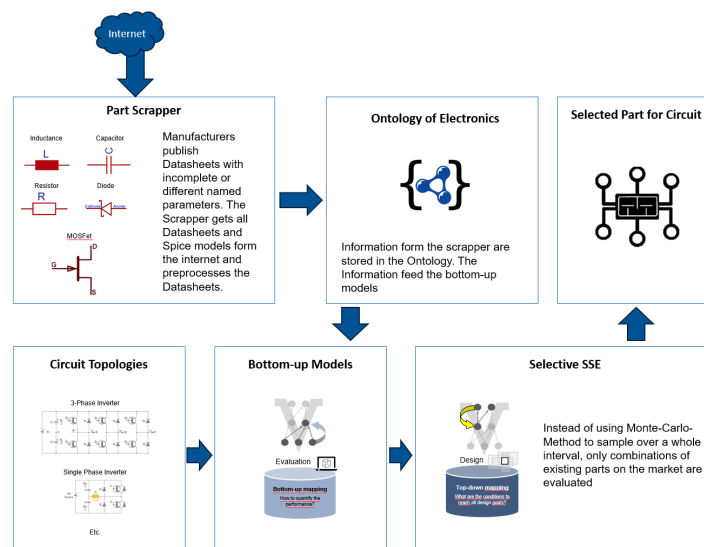 Internet
Part Scrapper
Inductance
Capacitor
L
C
Resistor
Diode
R
Cathode
Anode
MOSFet
D
G
S
Manufacturers
publish
Datasheets with
incomplete or
different named
parameters. The
Scrapper gets all
Datasheets and
Spice models form
the internet and
preprocesses the
Datasheets.
Ontology of Electronics
Information form the scrapper are
stored in the Ontology. The
Information feed the bottom-up
models
Selected Part for Circuit
Circuit Topologies
3-Phase Inverter
Single Phase Inverter
Etc.
Bottom-up Models
Evaluation
Bottom-up mapping
How to quantify the
performance?
Selective SSE
Design
Top-down mapping
What are the conditions to
reach all design goals?
Instead of using Monte-Carlo-
Method to sample over a whole
interval, only combinations of
existing parts on the market are
evaluated